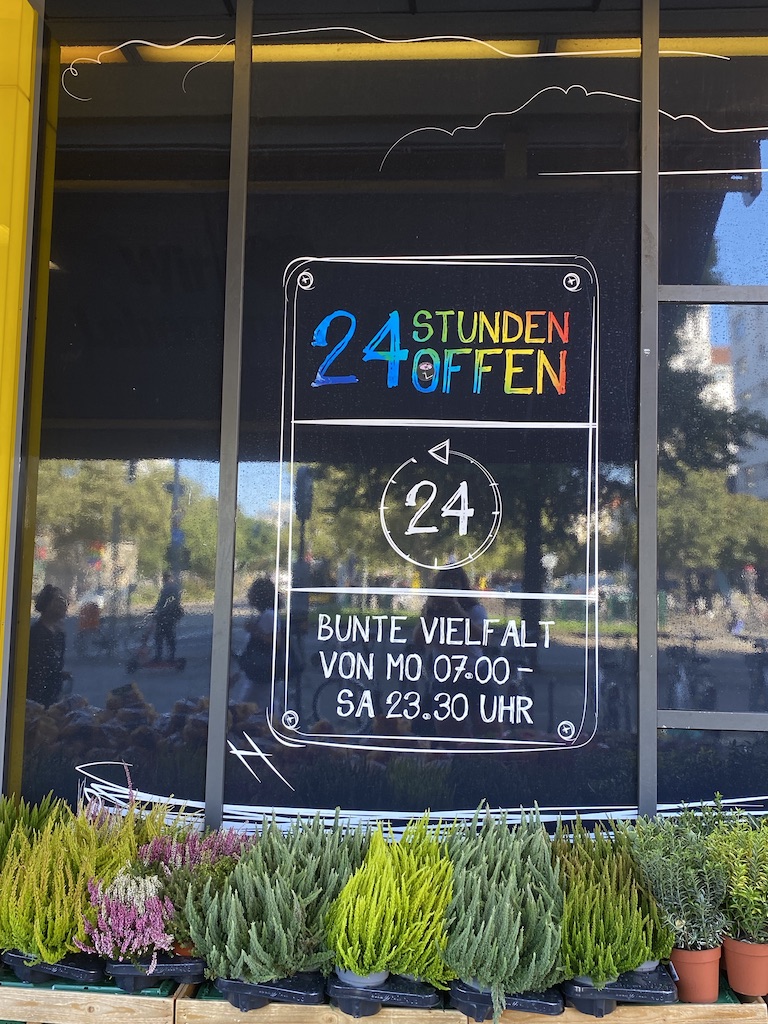 24 STUNDEN
OFFEN
24
BUNTE VIELFALT
VON MO 07.00 –
SA 23.30 UHR